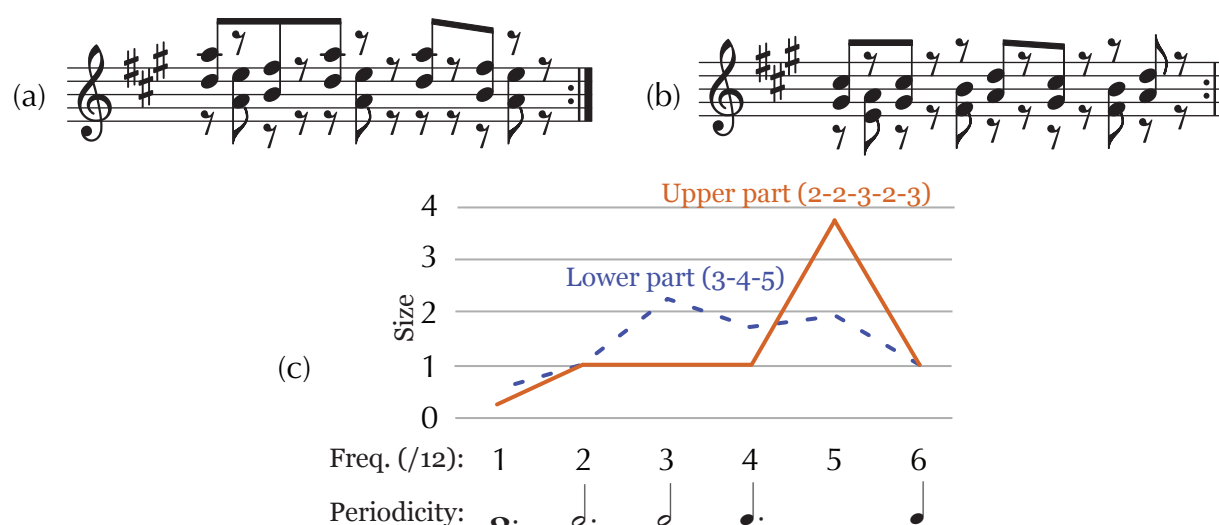 (a)
(b)
Upper part (2-2-3-2-3)
4
3
Lower part (3-4-5)
2
Size
1
(c)
0
Freq. (/12): 1 2 3 4 5 6
Periodicity: